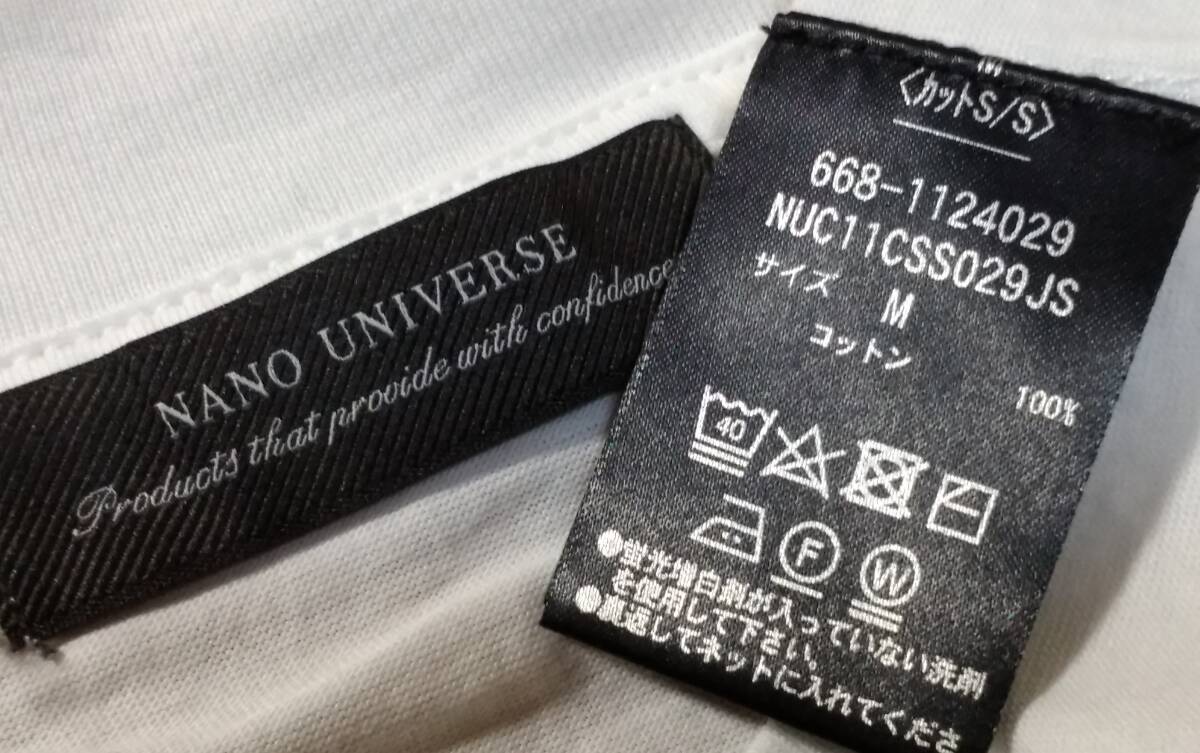 NANO UNIVERSE
Products that provide with confidence
〈カットS/S〉
668-1124029
NUC11CSS029JS
サイズ M
コットン
100%
40
F W
●蛍光増白剤が入っていない洗剤
を使用して下さい。
●裏返してネットに入れてくださ